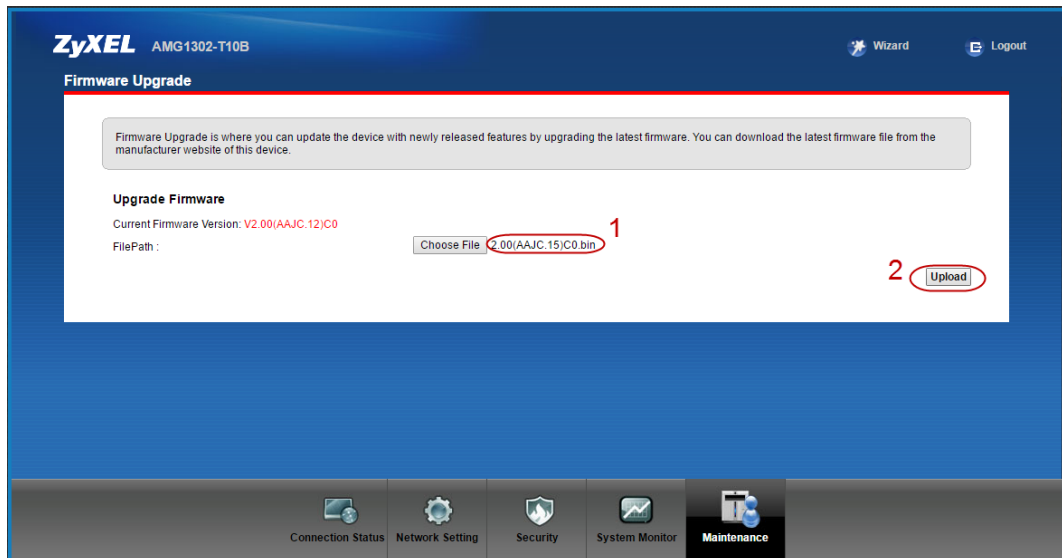 ZyXEL AMG1302-T10B Wizard Logout
Firmware Upgrade
Firmware Upgrade is where you can update the device with newly released features by upgrading the latest firmware. You can download the latest firmware file from the
manufacturer website of this device.
Upgrade Firmware
Current Firmware Version: V2.00(AAJC.12)C0
1
FilePath : Choose File 2.00(AAJC.15)C0.bin
2 Upload
Connection Status Network Setting Security System Monitor Maintenance